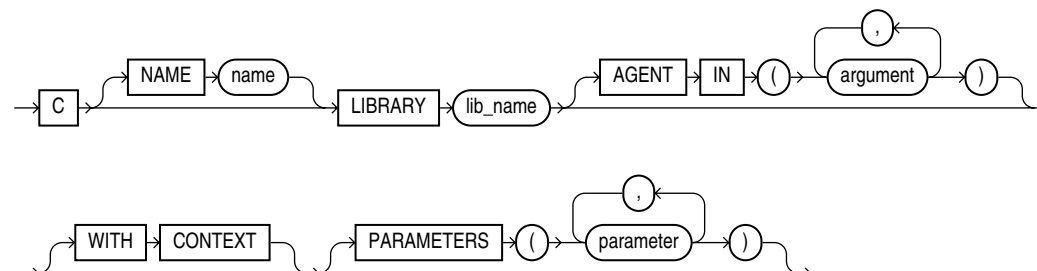 ,
NAME name AGENT IN ( argument )
C LIBRARY lib_name
,
WITH CONTEXT PARAMETERS ( parameter )